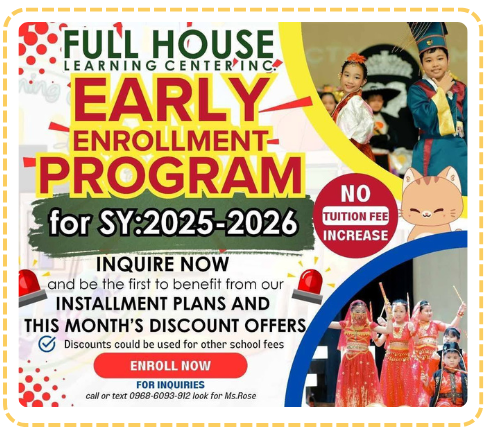 FULL HOUSE
LEARNING CENTER INC.
EARLY
ENROLLMENT
PROGRAM
for SY:2025-2026
NO
TUITION FEE
INCREASE
INQUIRE NOW
and be the first to benefit from our
INSTALLMENT PLANS AND
THIS MONTH'S DISCOUNT OFFERS
Discounts could be used for other school fees
ENROLL NOW
FOR INQUIRIES
call or text 0968-6093-912 look for Ms.Rose